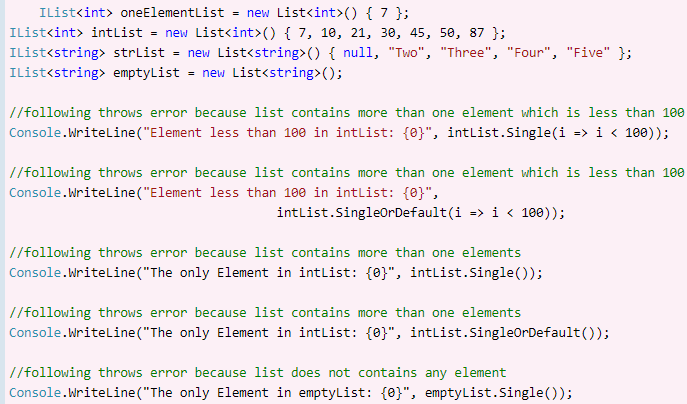 IList<int> oneElementList = new List<int>() { 7 };
IList<int> intList = new List<int>() { 7, 10, 21, 30, 45, 50, 87 };
IList<string> strList = new List<string>() { null, "Two", "Three", "Four", "Five" };
IList<string> emptyList = new List<string>();
//following throws error because list contains more than one element which is less than 100
Console.WriteLine("Element less than 100 in intList: {0}", intList.Single(i => i < 100));
//following throws error because list contains more than one element which is less than 100
Console.WriteLine("Element less than 100 in intList: {0}",
intList.SingleOrDefault(i => i < 100));
//following throws error because list contains more than one elements
Console.WriteLine("The only Element in intList: {0}", intList.Single());
//following throws error because list contains more than one elements
Console.WriteLine("The only Element in intList: {0}", intList.SingleOrDefault());
//following throws error because list does not contains any element
Console.WriteLine("The only Element in emptyList: {0}", emptyList.Single());